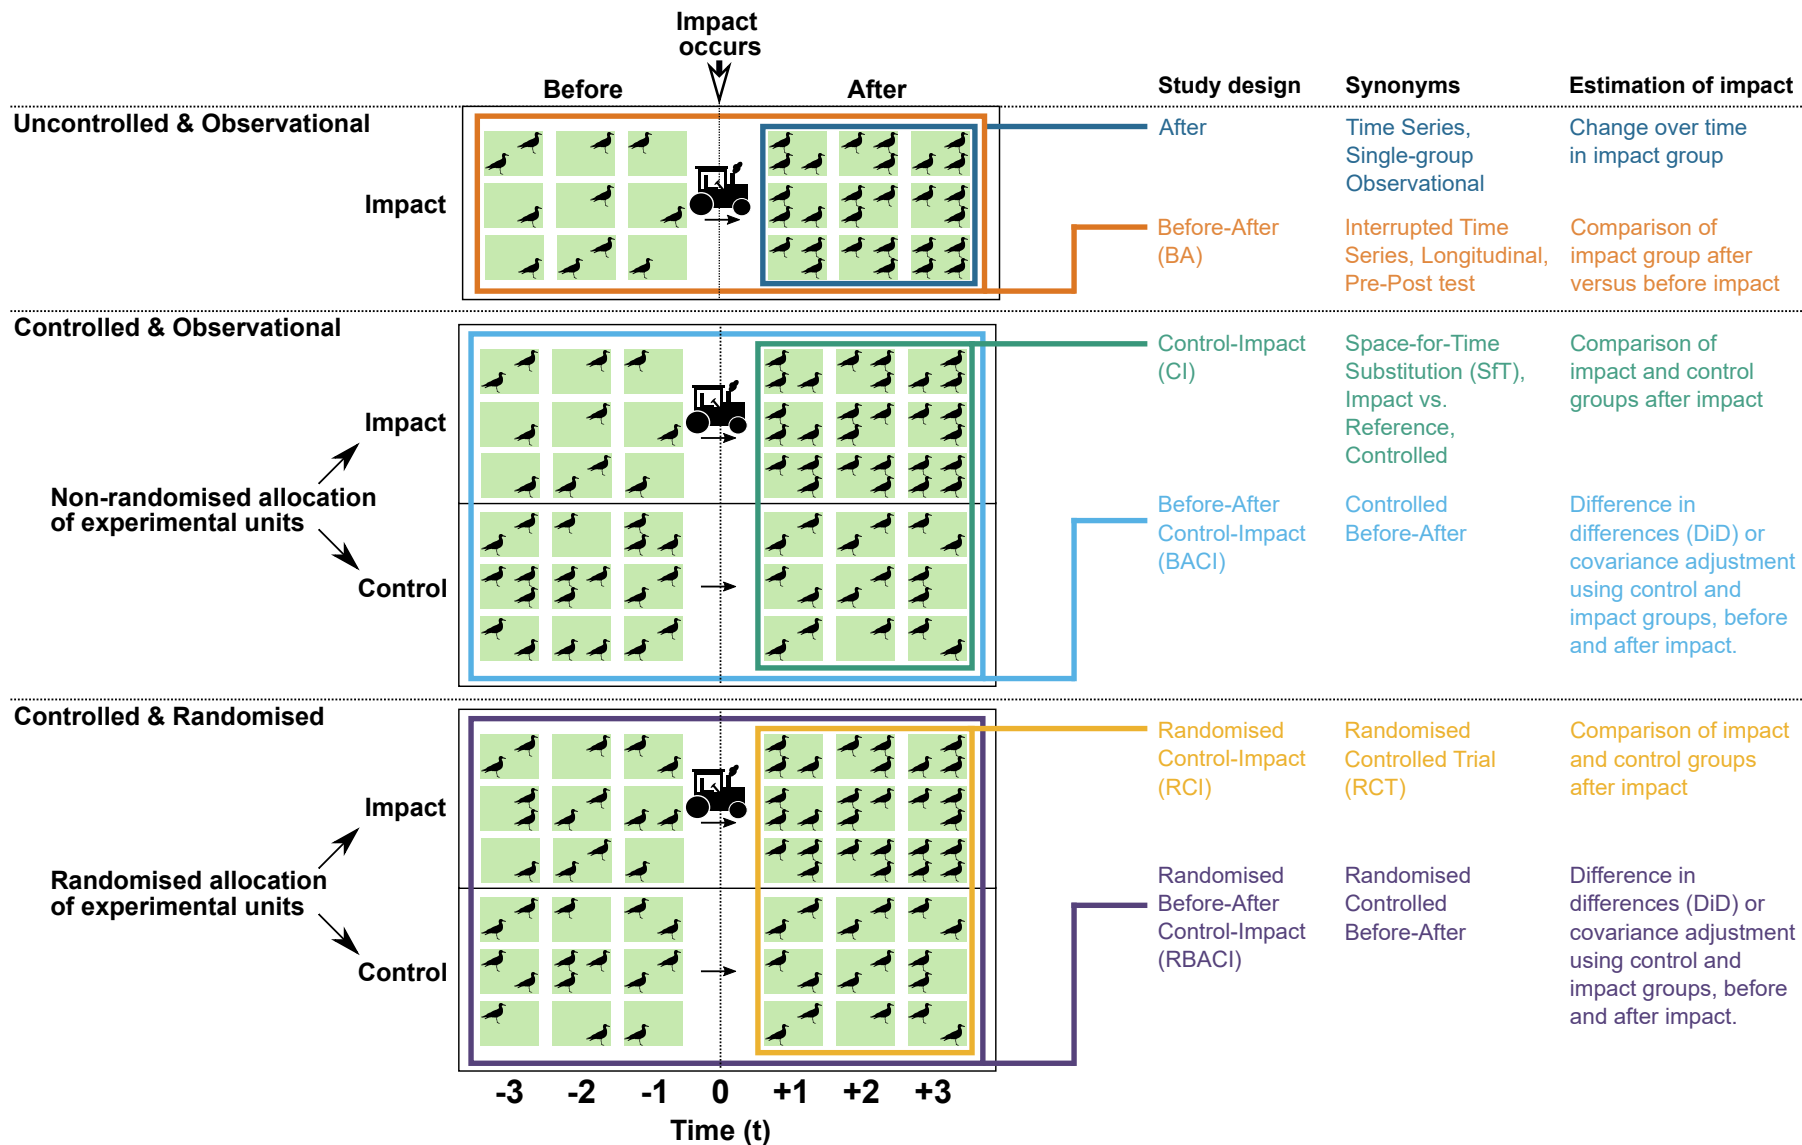 Impact
occurs
Before
After
Study design
Synonyms
Estimation of impact
Uncontrolled & Observational
Impact
After
Time Series,
Single-group
Observational
Change over time
in impact group
Before-After
(BA)
Interrupted Time
Series, Longitudinal,
Pre-Post test
Comparison of
impact group after
versus before impact
Controlled & Observational
Impact
Non-randomised allocation
of experimental units
Control
Control-Impact
(CI)
Space-for-Time
Substitution (SfT),
Impact vs.
Reference,
Controlled
Comparison of
impact and control
groups after impact
Before-After
Control-Impact
(BACI)
Controlled
Before-After
Difference in
differences (DiD) or
covariance adjustment
using control and
impact groups, before
and after impact.
Controlled & Randomised
Impact
Randomised allocation
of experimental units
Control
Randomised
Control-Impact
(RCI)
Randomised
Controlled Trial
(RCT)
Comparison of impact
and control groups
after impact
Randomised
Before-After
Control-Impact
(RBACI)
Randomised
Controlled
Before-After
Difference in
differences (DiD) or
covariance adjustment
using control and
impact groups, before
and after impact.
-3 -2 -1 0 +1 +2 +3
Time (t)